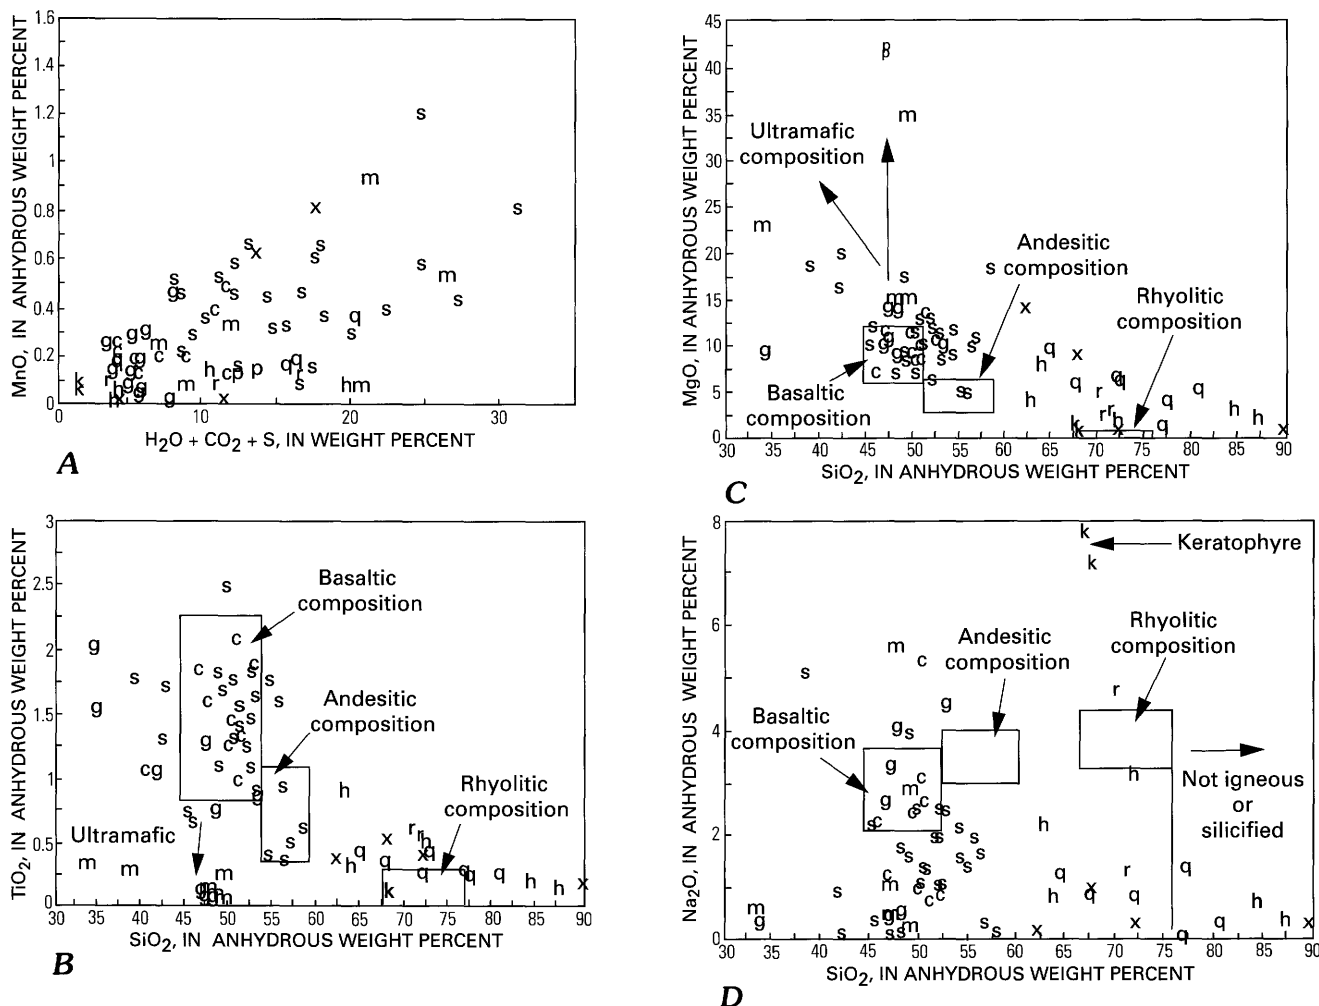 MnO, IN ANHYDROUS WEIGHT PERCENT
1.6
1.4
1.2
1
0.8
0.6
0.4
0.2
0
0
10
20
30
H2O + CO2 + S, IN WEIGHT PERCENT
A
MgO, IN ANHYDROUS WEIGHT PERCENT
45
40
35
30
25
20
15
10
5
0
Ultramafic
composition
Andesitic
composition
Rhyolitic
composition
Basaltic
composition
30 35 40 45 50 55 60 65 70 75 80 85 90
SiO2, IN ANHYDROUS WEIGHT PERCENT
C
TiO2, IN ANHYDROUS WEIGHT PERCENT
3
2.5
2
1.5
1
0.5
0
Basaltic
composition
Andesitic
composition
Rhyolitic
composition
Ultramafic
30 35 40 45 50 55 60 65 70 75 80 85 90
SiO2, IN ANHYDROUS WEIGHT PERCENT
B
Na2O, IN ANHYDROUS WEIGHT PERCENT
8
6
4
2
0
Keratophyre
Rhyolitic
composition
Andesitic
composition
Basaltic
composition
Not igneous
or
silicified
30 35 40 45 50 55 60 65 70 75 80 85 90
SiO2, IN ANHYDROUS WEIGHT PERCENT
D